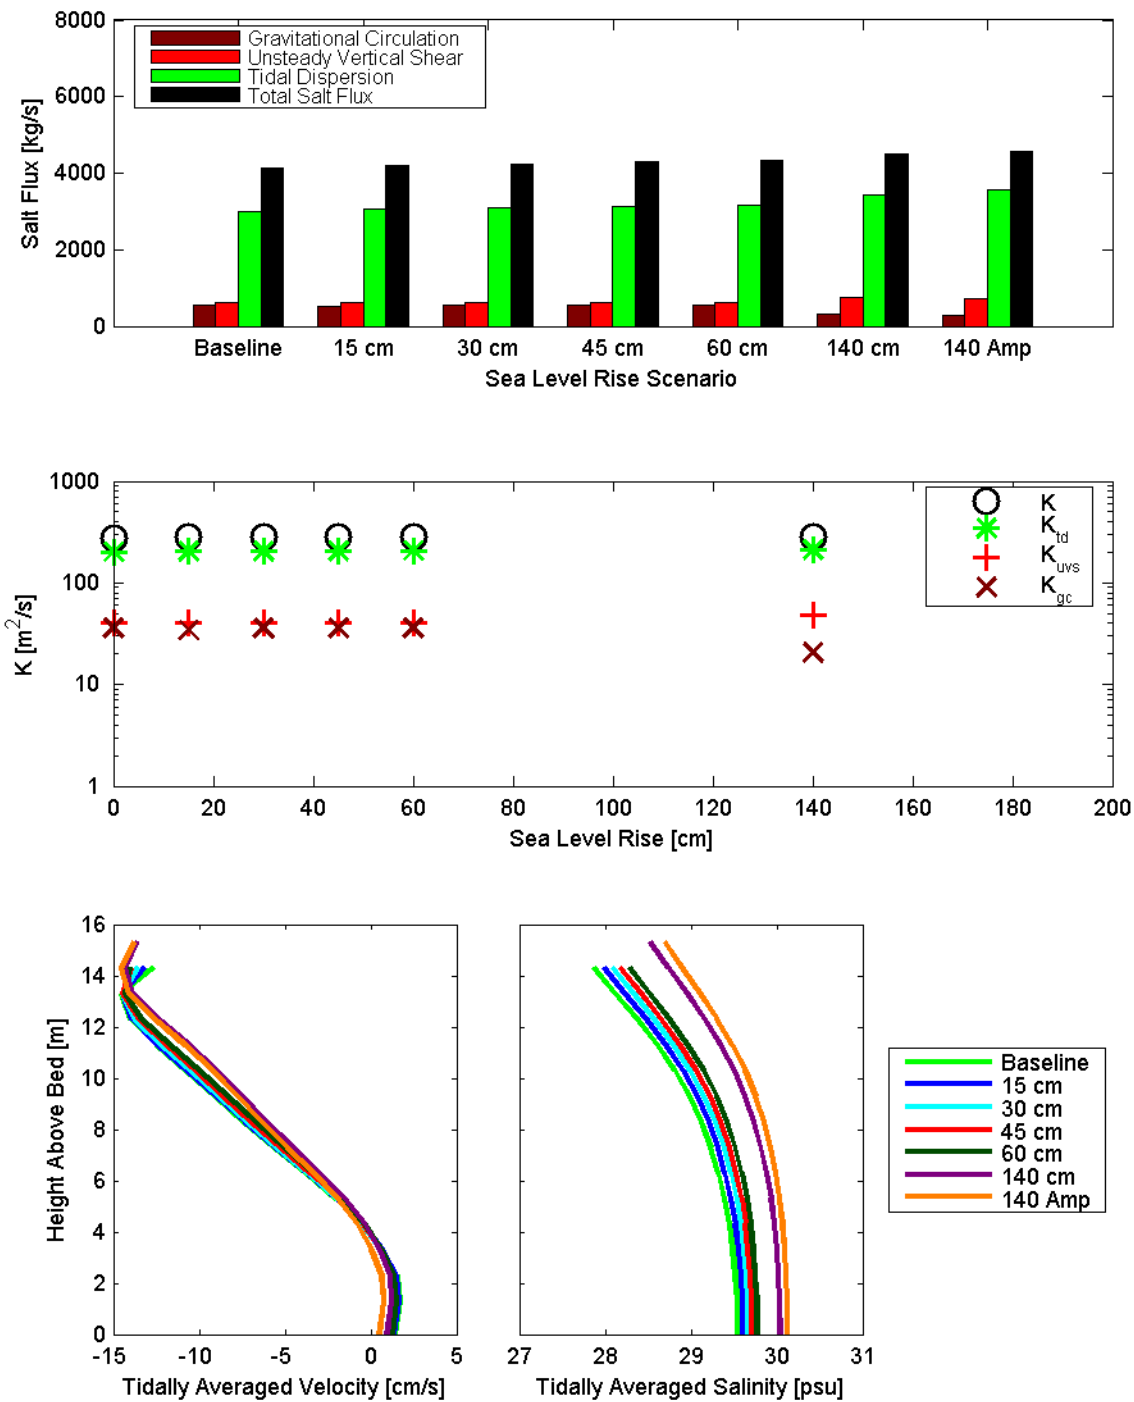 8000
6000
4000
2000
0
Salt Flux [kg/s]
Gravitational Circulation
Unsteady Vertical Shear
Tidal Dispersion
Total Salt Flux
Baseline 15 cm 30 cm 45 cm 60 cm 140 cm 140 Amp
Sea Level Rise Scenario
1000
100
10
1
K [m²/s]
K
K_td
K_uvs
K_gc
0 20 40 60 80 100 120 140 160 180 200
Sea Level Rise [cm]
16
14
12
10
8
6
4
2
0
Height Above Bed [m]
-15 -10 -5 0 5
Tidally Averaged Velocity [cm/s]
27 28 29 30 31
Tidally Averaged Salinity [psu]
Baseline
15 cm
30 cm
45 cm
60 cm
140 cm
140 Amp